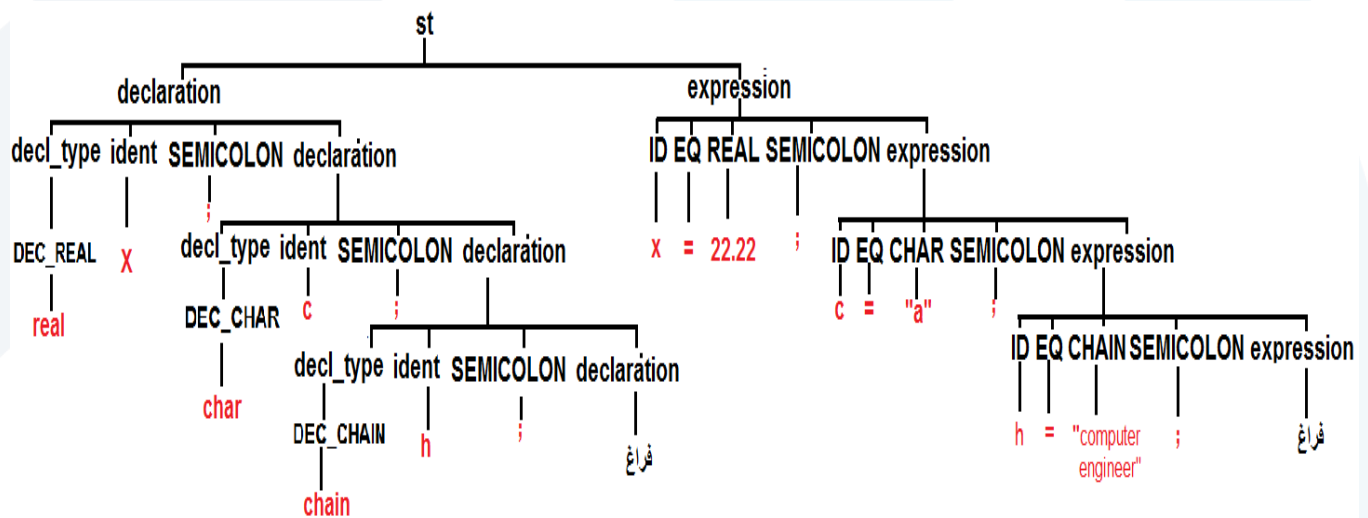 st
declaration expression
decl_type ident SEMICOLON declaration
ID EQ REAL SEMICOLON expression
DEC_REAL X ;
real
decl_type ident SEMICOLON declaration
x = 22.22 ;
ID EQ CHAR SEMICOLON expression
DEC_CHAR c ;
char
c = "a" ;
decl_type ident SEMICOLON declaration
ID EQ CHAIN SEMICOLON expression
DEC_CHAIN h ; فراغ
chain
h = "computer
engineer" ; فراغ